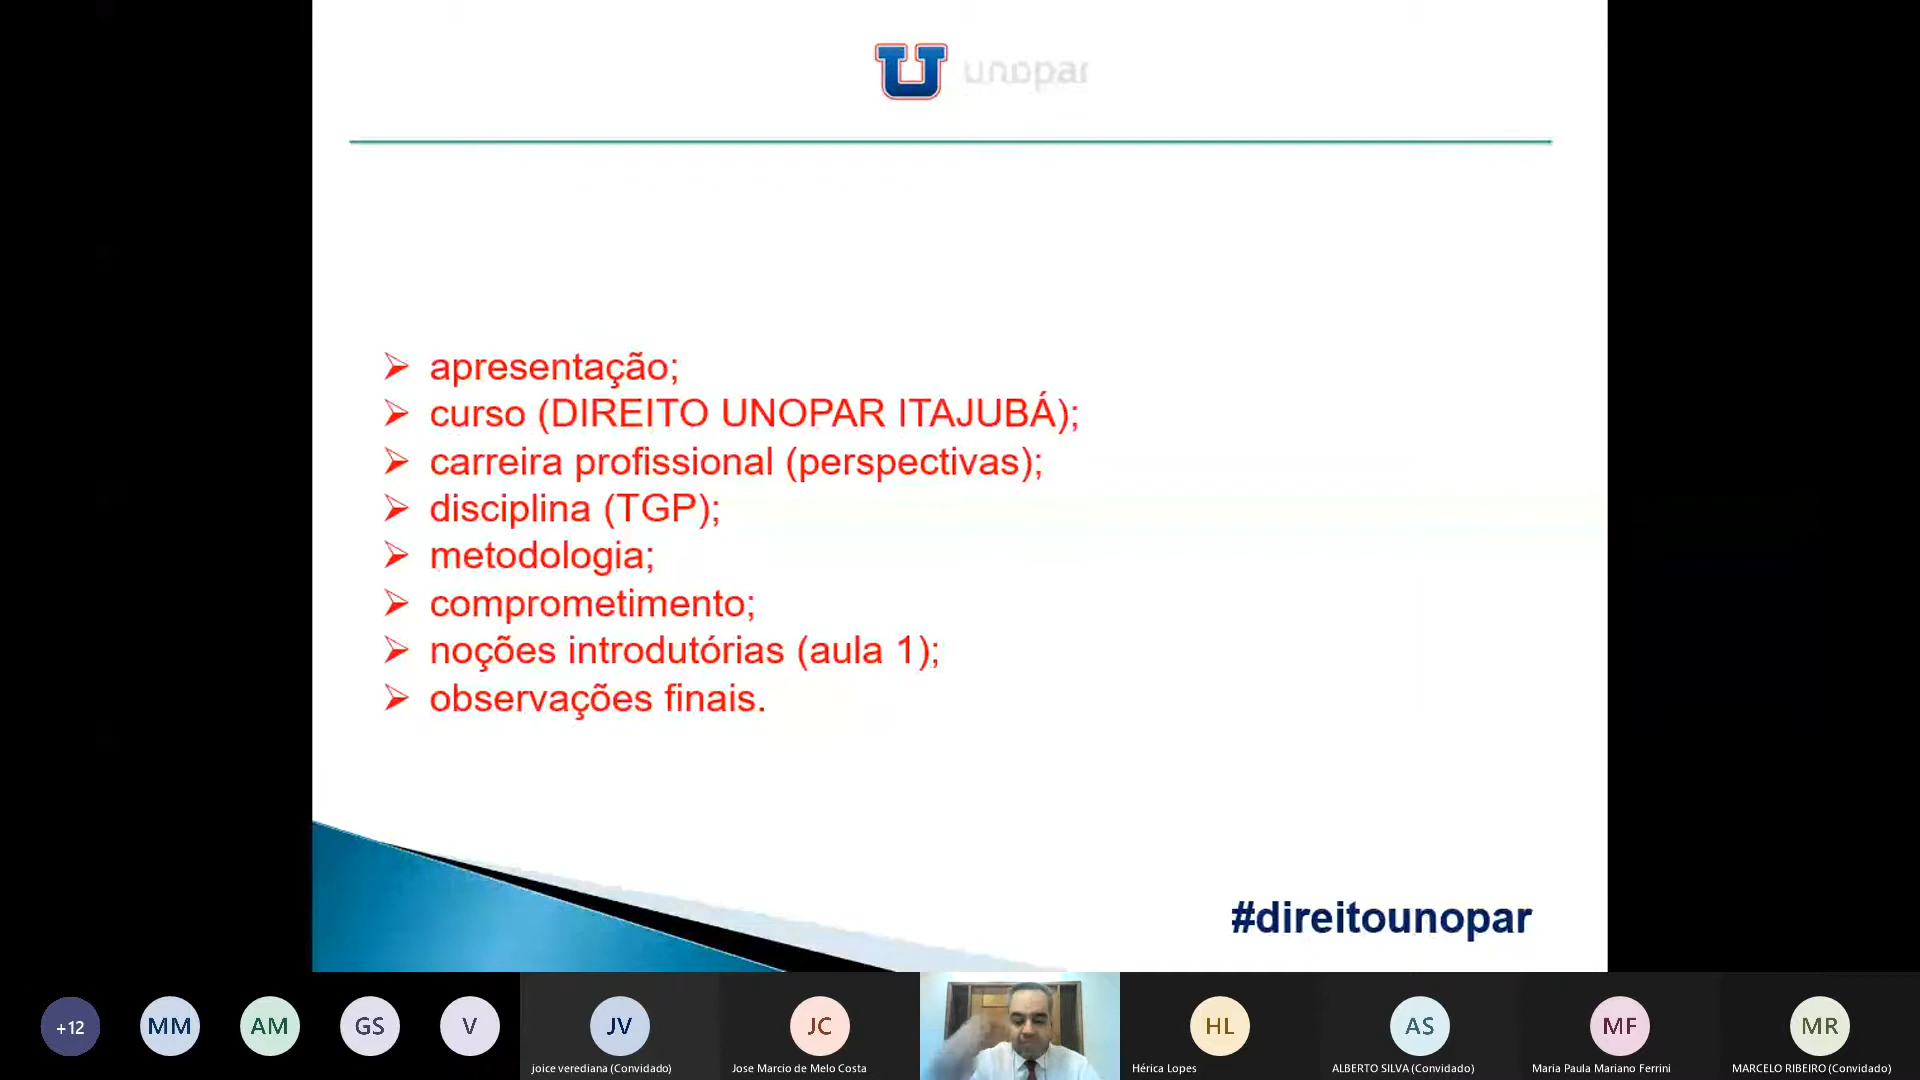 U unopar
apresentação;
curso (DIREITO UNOPAR ITAJUBÁ);
carreira profissional (perspectivas);
disciplina (TGP);
metodologia;
comprometimento;
noções introdutórias (aula 1);
observações finais.
#direitounopar
+12
MM
AM
GS
V
JV
JC
HL
AS
MF
MR
joice verediana (Convidado)
Jose Marcio de Melo Costa
Hérica Lopes
ALBERTO SILVA (Convidado)
Maria Paula Mariano Ferrini
MARCELO RIBEIRO (Convidado)